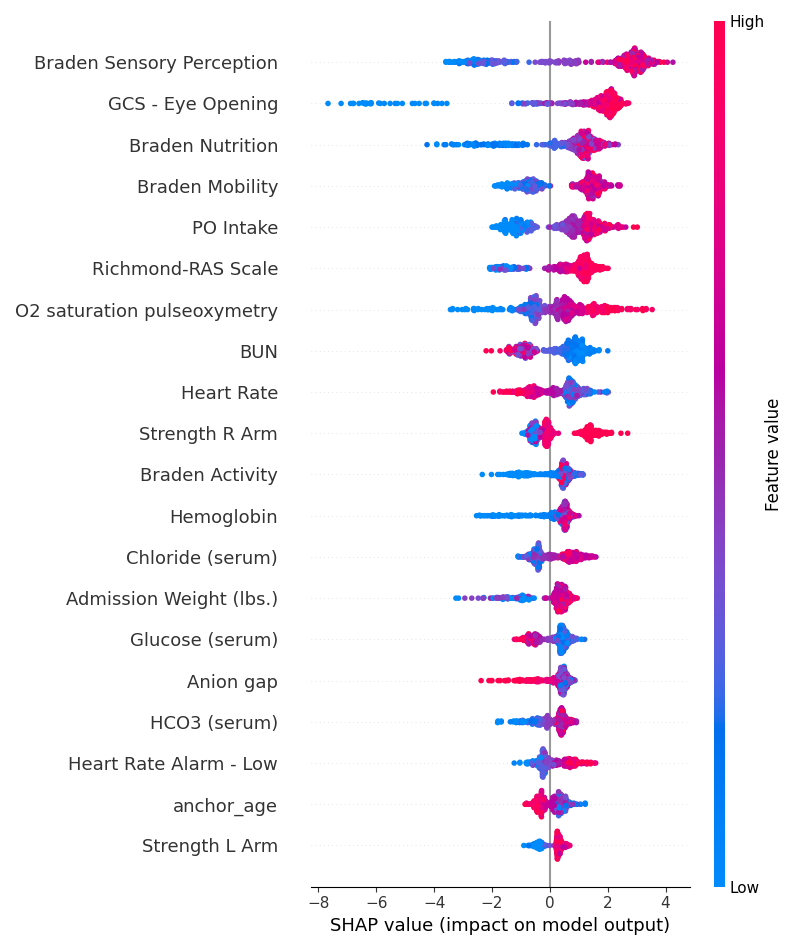 High
Braden Sensory Perception
GCS - Eye Opening
Braden Nutrition
Braden Mobility
PO Intake
Richmond-RAS Scale
O2 saturation pulseoxymetry
BUN
Heart Rate
Strength R Arm
Braden Activity
Hemoglobin
Chloride (serum)
Admission Weight (lbs.)
Glucose (serum)
Anion gap
HCO3 (serum)
Heart Rate Alarm - Low
anchor_age
Strength L Arm
Feature value
Low
−8 −6 −4 −2 0 2 4
SHAP value (impact on model output)